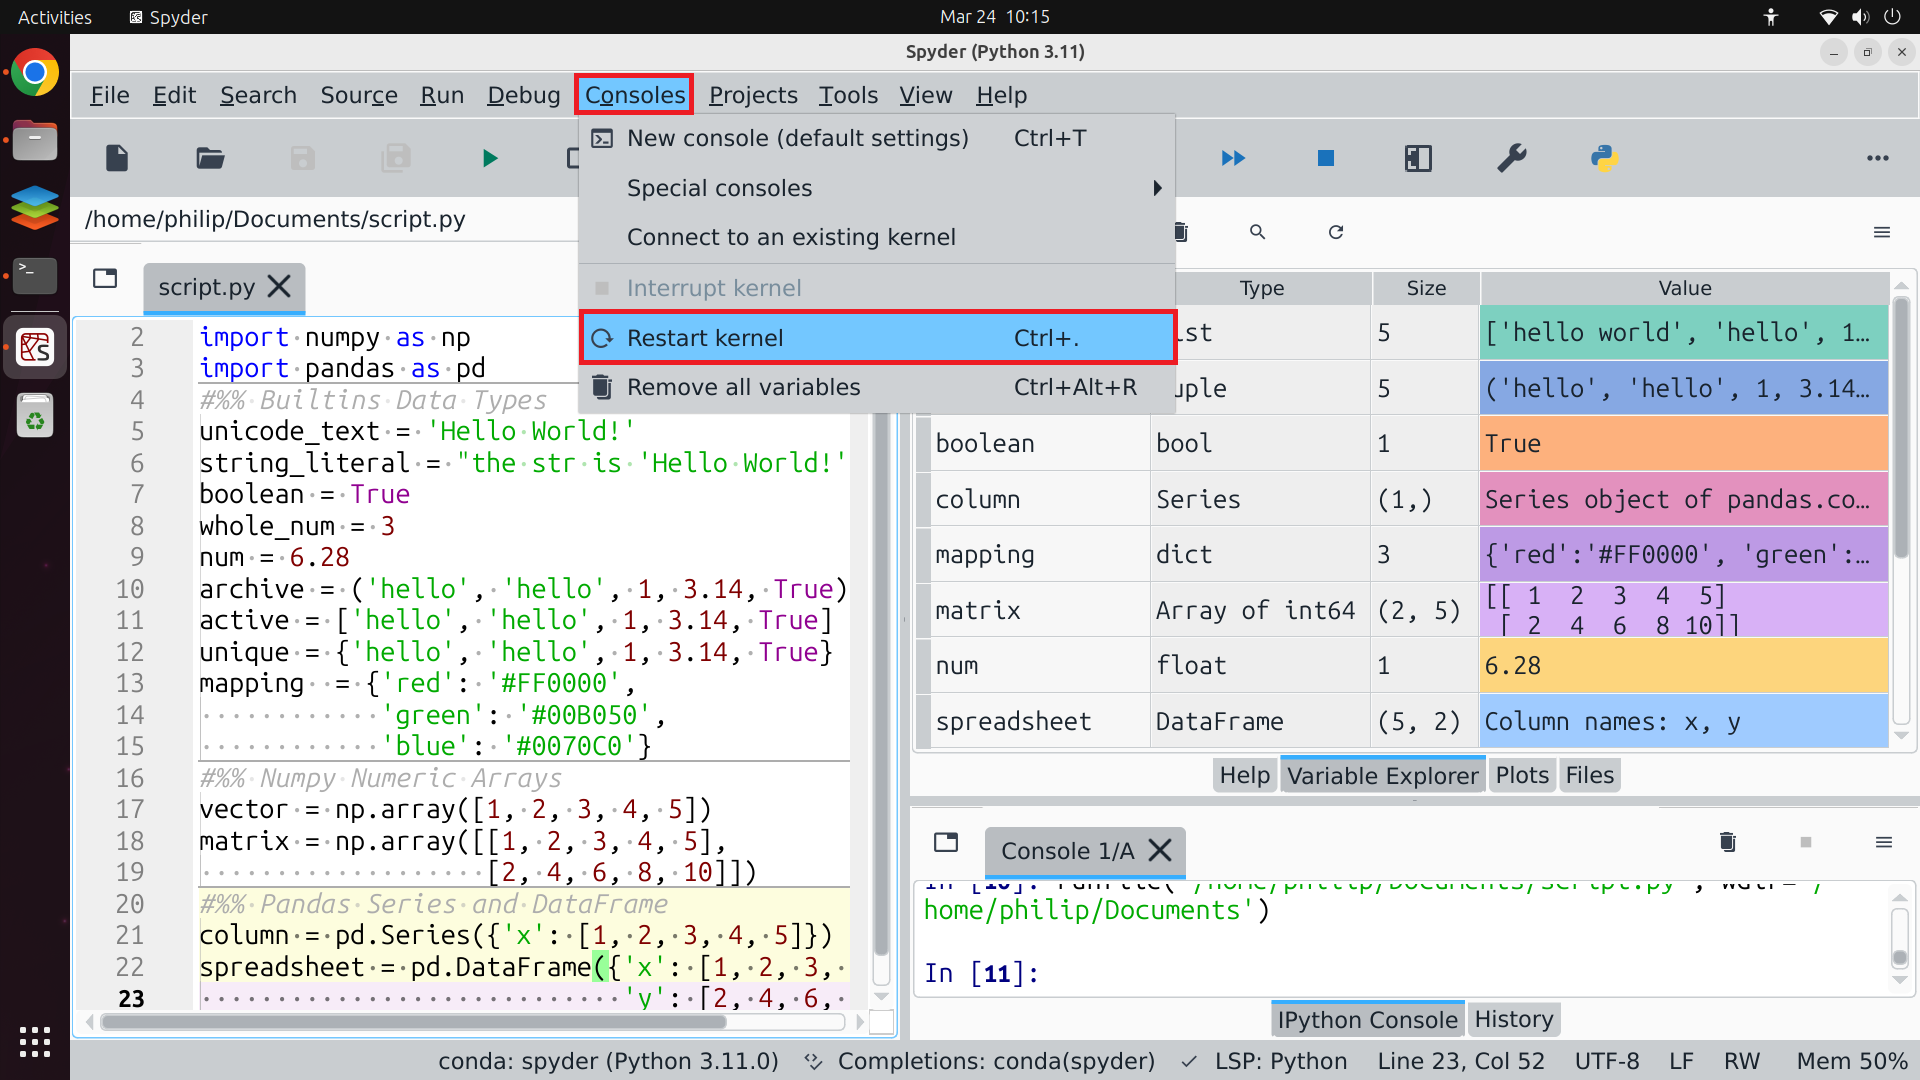 Activities
Spyder
Mar 24 10:15
Spyder (Python 3.11)
File Edit Search Source Run Debug Consoles Projects Tools View Help
New console (default settings) Ctrl+T
Special consoles
Connect to an existing kernel
Interrupt kernel
Restart kernel Ctrl+.
Remove all variables Ctrl+Alt+R
/home/philip/Documents/script.py
script.py
2 import numpy as np
3 import pandas as pd
4 #%% Builtins Data Types
5 unicode_text = 'Hello World!'
6 string_literal = "the str is 'Hello World!'
7 boolean = True
8 whole_num = 3
9 num = 6.28
10 archive = ('hello', 'hello', 1, 3.14, True)
11 active = ['hello', 'hello', 1, 3.14, True]
12 unique = {'hello', 'hello', 1, 3.14, True}
13 mapping  = {'red': '#FF0000',
14             'green': '#00B050',
15             'blue': '#0070C0'}
16 #%% Numpy Numeric Arrays
17 vector = np.array([1, 2, 3, 4, 5])
18 matrix = np.array([[1, 2, 3, 4, 5],
19                    [2, 4, 6, 8, 10]])
20 #%% Pandas Series and DataFrame
21 column = pd.Series({'x': [1, 2, 3, 4, 5]})
22 spreadsheet = pd.DataFrame({'x': [1, 2, 3,
23                             'y': [2, 4, 6,
Type Size Value
ist 5 ['hello world', 'hello', 1…
uple 5 ('hello', 'hello', 1, 3.14…
boolean bool 1 True
column Series (1,) Series object of pandas.co…
mapping dict 3 {'red':'#FF0000', 'green':…
matrix Array of int64 (2, 5) [[ 1 2 3 4 5]
[ 2 4 6 8 10]]
num float 1 6.28
spreadsheet DataFrame (5, 2) Column names: x, y
Help Variable Explorer Plots Files
Console 1/A
In [10]: runfile('/home/philip/Documents/script.py', wdir='/
home/philip/Documents')
In [11]:
IPython Console History
conda: spyder (Python 3.11.0) Completions: conda(spyder) LSP: Python Line 23, Col 52 UTF-8 LF RW Mem 50%